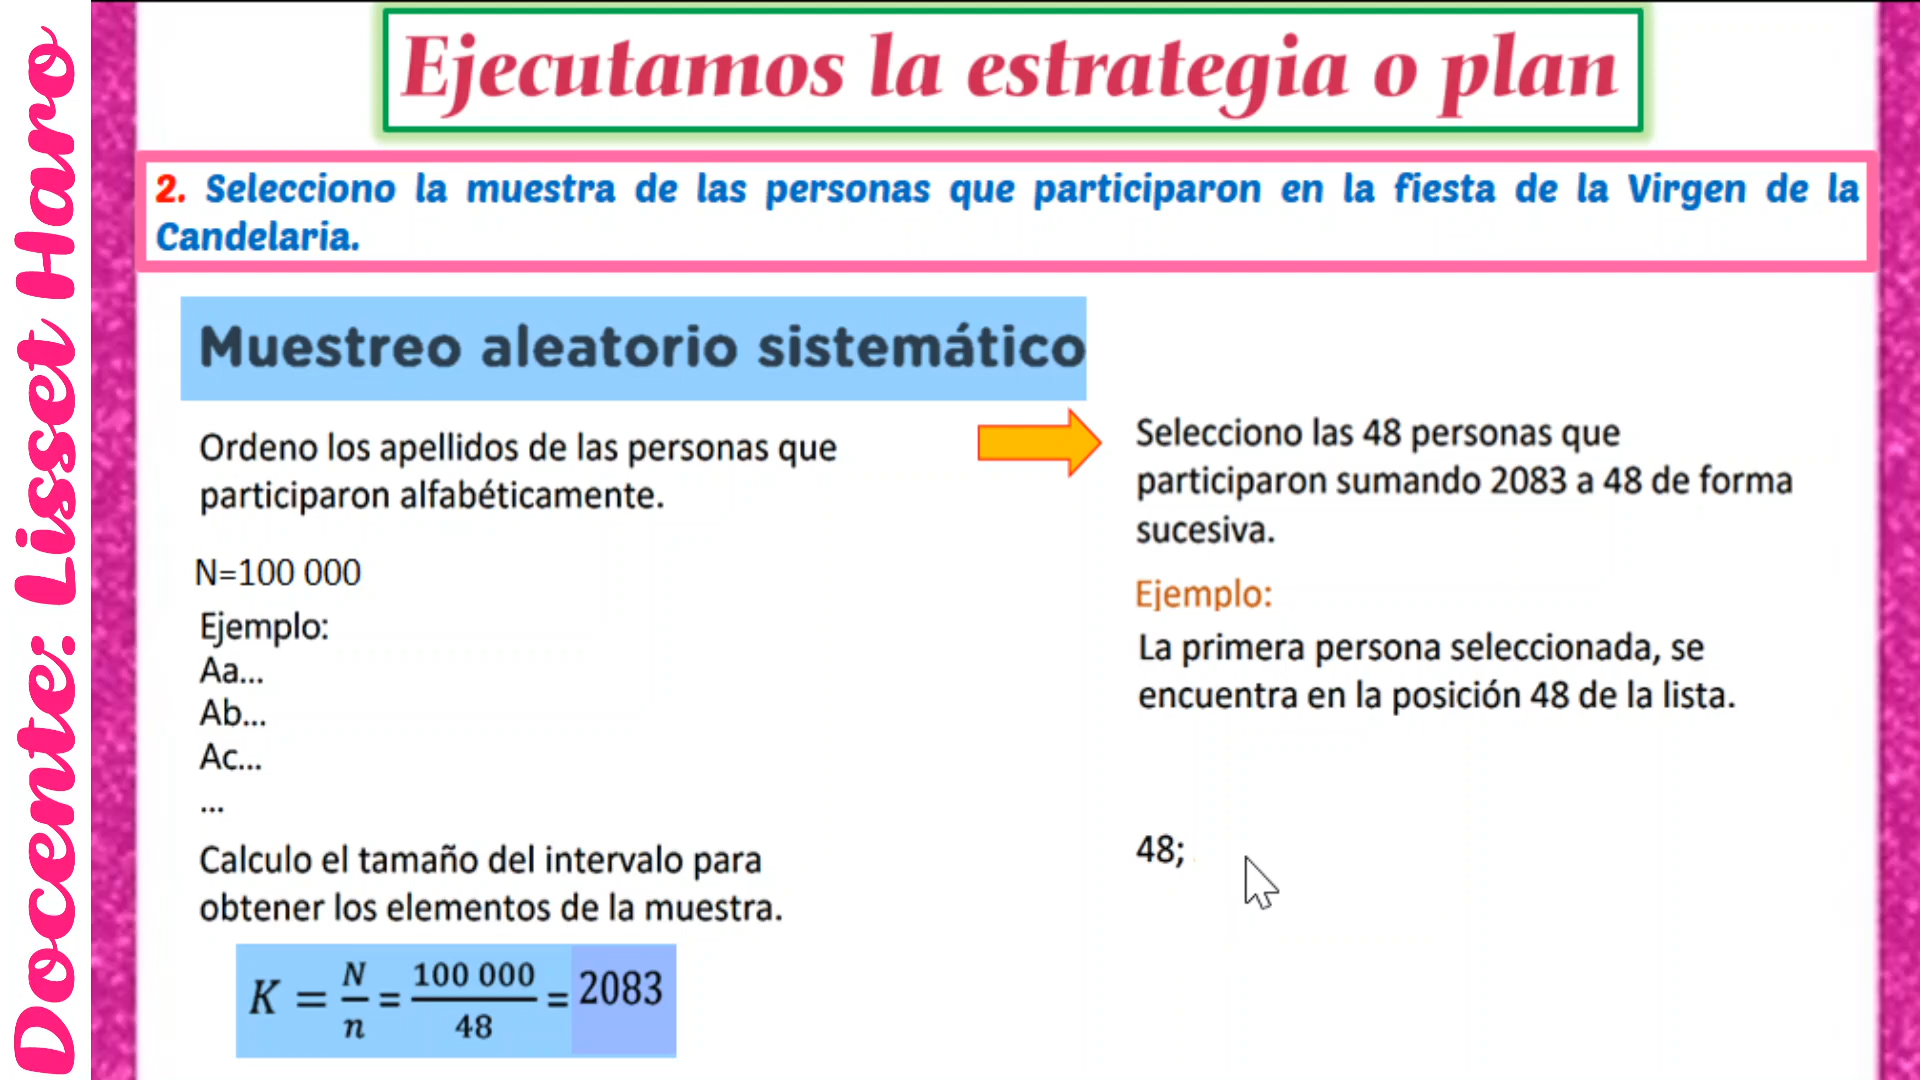 Docente: Lisset Haro
Ejecutamos la estrategia o plan
2. Selecciono la muestra de las personas que participaron en la fiesta de la Virgen de la
Candelaria.
Muestreo aleatorio sistemático
Ordeno los apellidos de las personas que
participaron alfabéticamente.
N=100 000
Ejemplo:
Aa...
Ab...
Ac...
...
Calculo el tamaño del intervalo para
obtener los elementos de la muestra.
K = N/n = 100 000/48 = 2083
Selecciono las 48 personas que
participaron sumando 2083 a 48 de forma
sucesiva.
Ejemplo:
La primera persona seleccionada, se
encuentra en la posición 48 de la lista.
48;